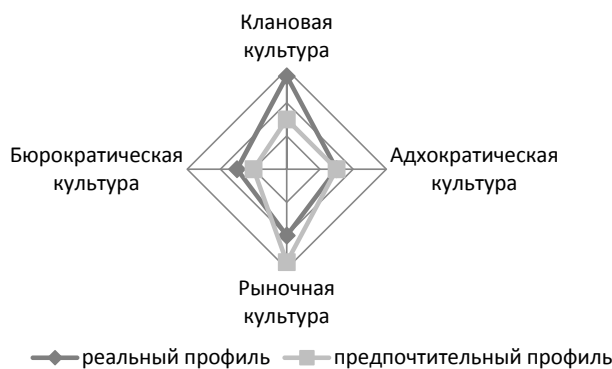 Клановая
культура
Бюрократическая
культура
Адхократическая
культура
Рыночная
культура
реальный профиль
предпочтительный профиль